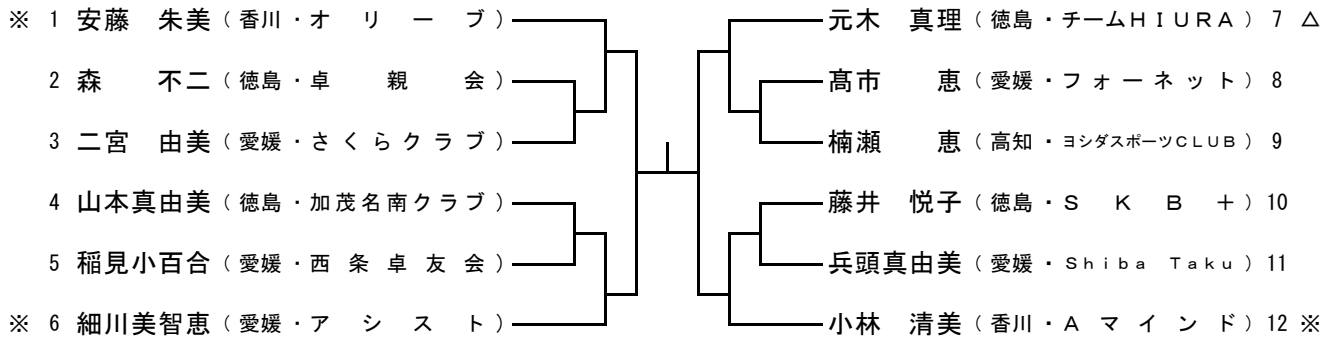 ※ 1 安藤 朱美（香川・オリーブ）
2 森 不二（徳島・卓親会）
3 二宮 由美（愛媛・さくらクラブ）
4 山本真由美（徳島・加茂名南クラブ）
5 稲見小百合（愛媛・西条卓友会）
※ 6 細川美智恵（愛媛・アシスト）
元木 真理（徳島・チームＨＩＵＲＡ）7 △
髙市 恵（愛媛・フォーネット）8
楠瀬 恵（高知・ヨシダスポーツＣＬＵＢ）9
藤井 悦子（徳島・ＳＫＢ＋）10
兵頭真由美（愛媛・Ｓｈｉｂａ Ｔａｋｕ）11
小林 清美（香川・Ａマインド）12 ※